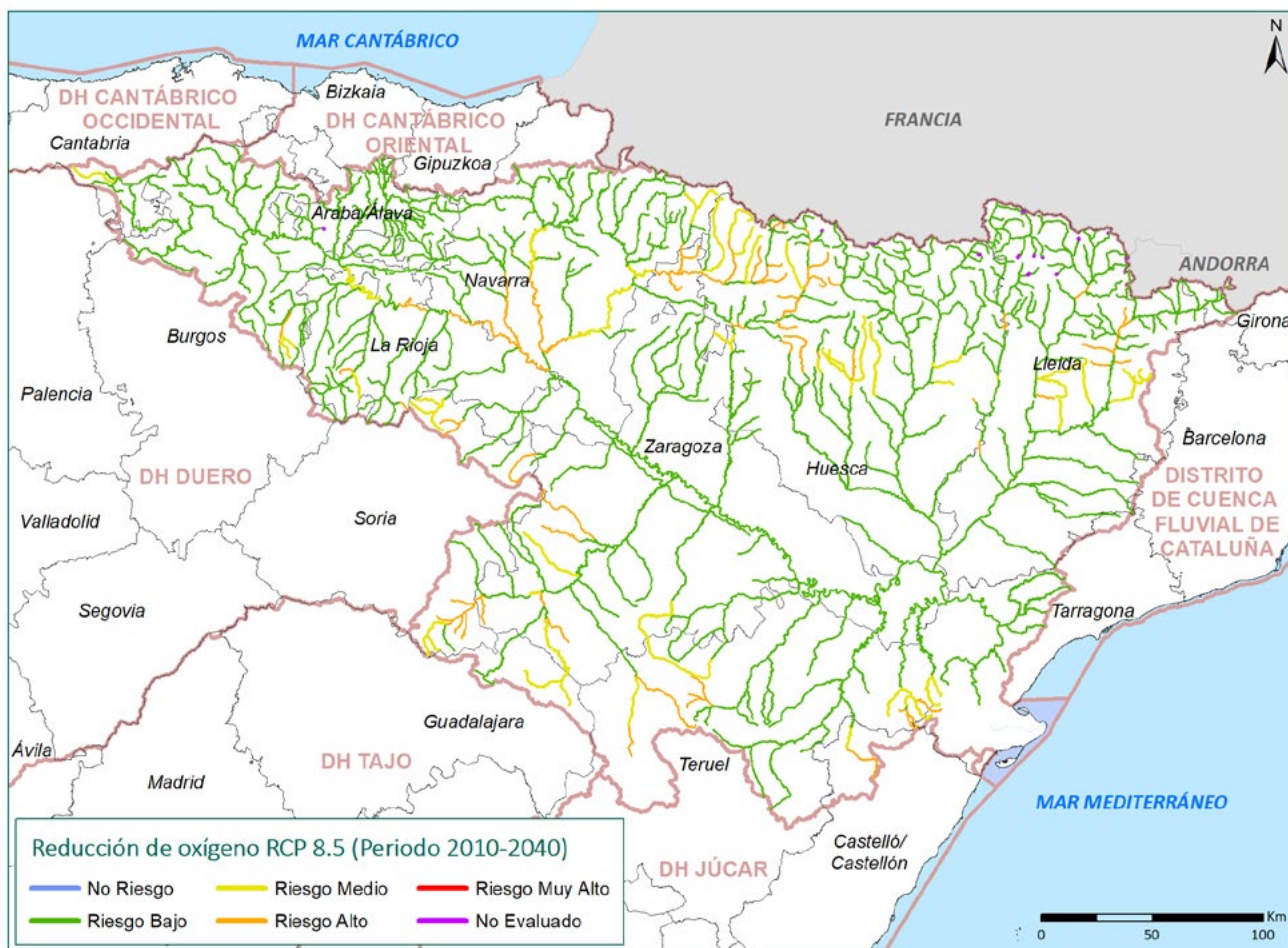 MAR CANTÁBRICO
N
Bizkaia
DH CANTÁBRICO
OCCIDENTAL
DH CANTÁBRICO
ORIENTAL
FRANCIA
Cantabria
Gipuzkoa
Araba/Álava
ANDORRA
Navarra
Girona
Burgos
La Rioja
Lleida
Palencia
Barcelona
Zaragoza
Huesca
DH DUERO
DISTRITO
DE CUENCA
FLUVIAL DE
CATALUÑA
Valladolid
Soria
Segovia
Tarragona
Guadalajara
Ávila
DH TAJO
Teruel
Madrid
MAR MEDITERRÁNEO
Castelló/
Castellón
DH JÚCAR
Reducción de oxígeno RCP 8.5 (Periodo 2010-2040)
No Riesgo
Riesgo Medio
Riesgo Muy Alto
Riesgo Bajo
Riesgo Alto
No Evaluado
Km
0 50 100